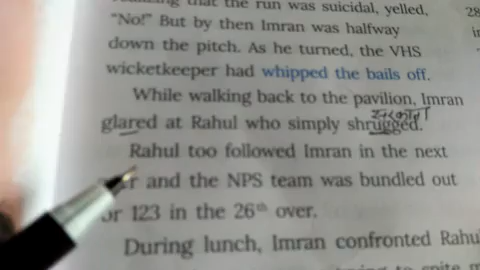 that the run was suicidal, yelled,
"No!" But by then Imran was halfway
down the pitch. As he turned, the VHS
wicketkeeper had whipped the bails off.
While walking back to the pavilion, Imran
glared at Rahul who simply shrugged.
Rahul too followed Imran in the next
and the NPS team was bundled out
or 123 in the 26th over.
During lunch, Imran confronted Rahu
28